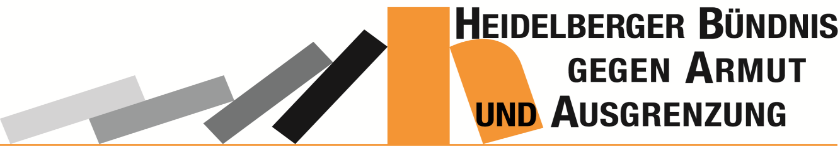 HEIDELBERGER BÜNDNIS
GEGEN ARMUT
UND AUSGRENZUNG